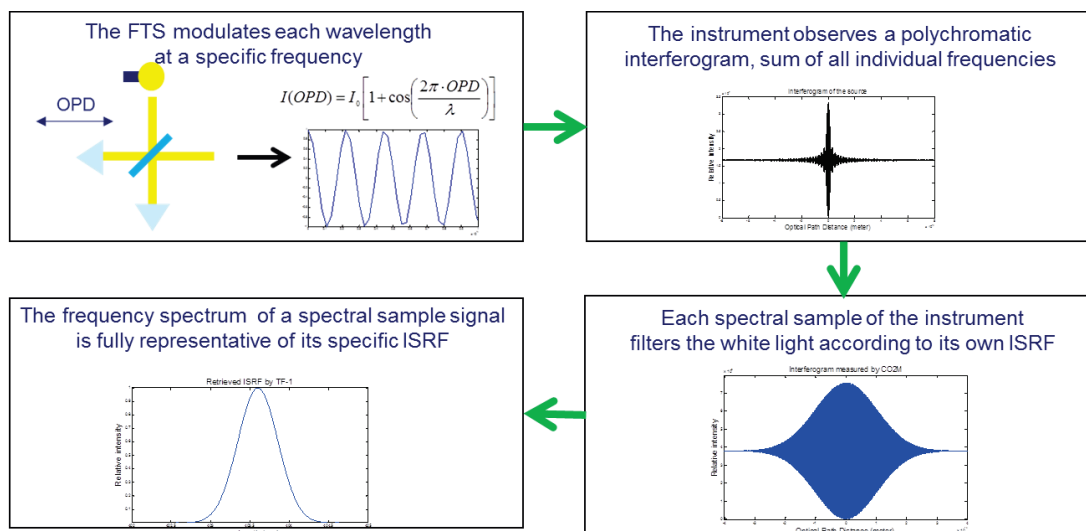 The FTS modulates each wavelength
at a specific frequency
OPD
I(OPD) = I₀[1+cos(2π·OPD/λ)]
The instrument observes a polychromatic
interferogram, sum of all individual frequencies
Interferogram of the source
Relative intensity
Optical Path Distance (meter)
The frequency spectrum of a spectral sample signal
is fully representative of its specific ISRF
Retrieved ISRF by TF-1
Relative intensity
Each spectral sample of the instrument
filters the white light according to its own ISRF
Interferogram measured by CO2M
Relative intensity
Optical Path Distance (meter)